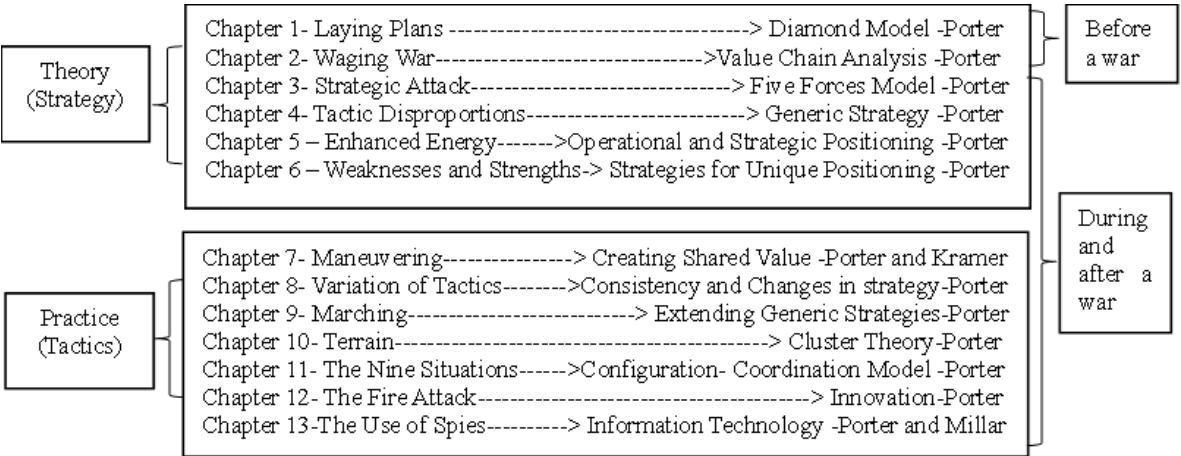 Theory
(Strategy)
Chapter 1- Laying Plans -----------------------------------> Diamond Model -Porter
Chapter 2- Waging War------------------------------->Value Chain Analysis -Porter
Chapter 3- Strategic Attack------------------------------> Five Forces Model -Porter
Chapter 4- Tactic Disproportions-------------------------> Generic Strategy -Porter
Chapter 5 – Enhanced Energy------->Operational and Strategic Positioning -Porter
Chapter 6 – Weaknesses and Strengths-> Strategies for Unique Positioning -Porter
Before
a war
Practice
(Tactics)
Chapter 7- Maneuvering----------------> Creating Shared Value -Porter and Kramer
Chapter 8- Variation of Tactics-------->Consistency and Changes in strategy-Porter
Chapter 9- Marching----------------------------> Extending Generic Strategies-Porter
Chapter 10- Terrain--------------------------------------------> Cluster Theory-Porter
Chapter 11- The Nine Situations------>Configuration- Coordination Model -Porter
Chapter 12- The Fire Attack---------------------------------------> Innovation-Porter
Chapter 13-The Use of Spies----------> Information Technology -Porter and Millar
During
and
after a
war